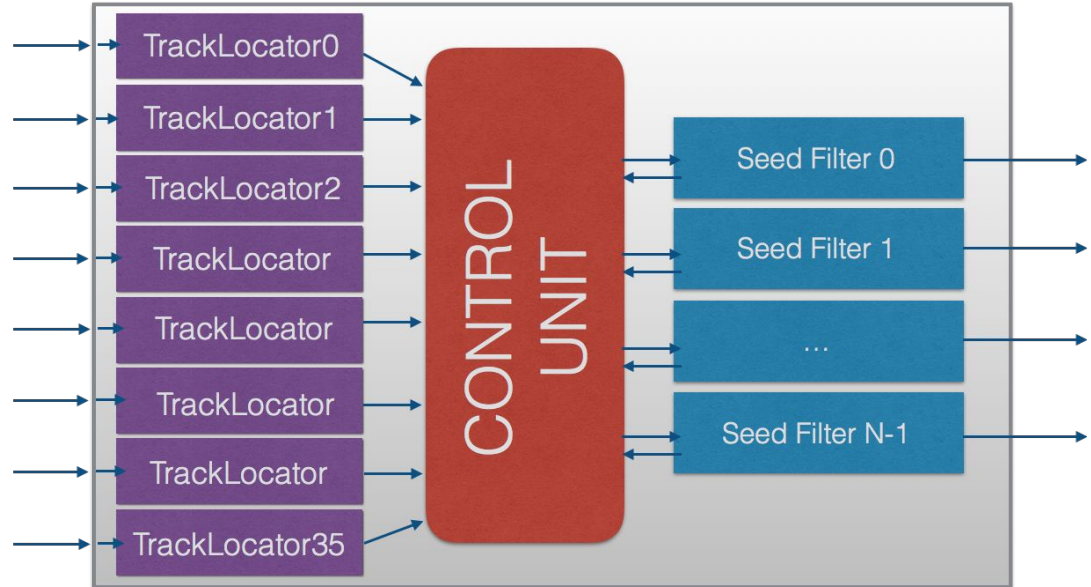 TrackLocator0
TrackLocator1
TrackLocator2
TrackLocator
TrackLocator
TrackLocator
TrackLocator
TrackLocator35
CONTROL
UNIT
Seed Filter 0
Seed Filter 1
...
Seed Filter N-1